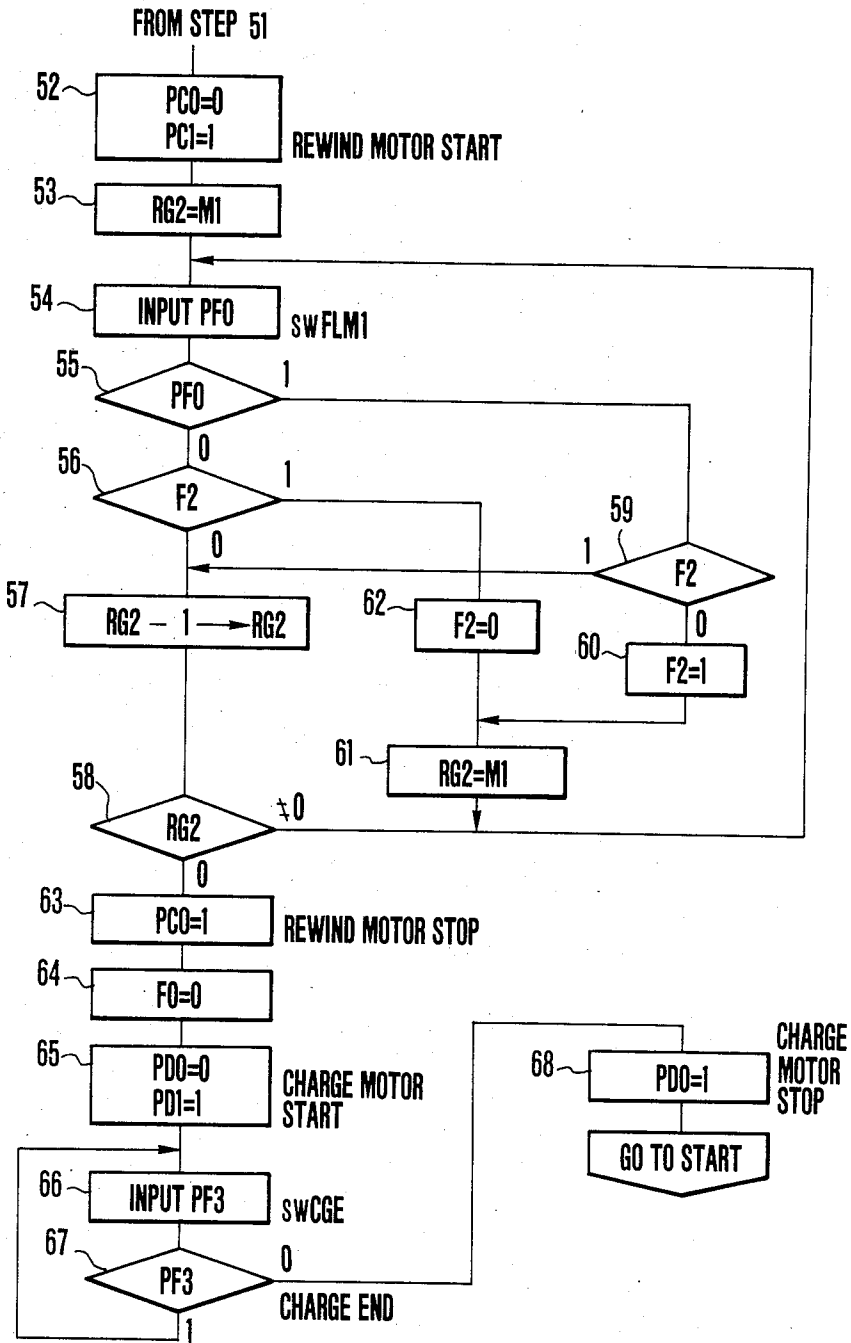 FROM STEP 51
52
PC0=0
PC1=1
REWIND MOTOR START
53
RG2=M1
54
INPUT PF0
SWFLM1
55
PF0
1
0
56
F2
1
0
59
F2
1
0
57
RG2 - 1 → RG2
62
F2=0
60
F2=1
61
RG2=M1
58
RG2
≠0
0
63
PC0=1
REWIND MOTOR STOP
64
F0=0
65
PD0=0
PD1=1
CHARGE MOTOR
START
66
INPUT PF3
SWCGE
67
PF3
0
CHARGE END
1
68
PD0=1
CHARGE
MOTOR
STOP
GO TO START